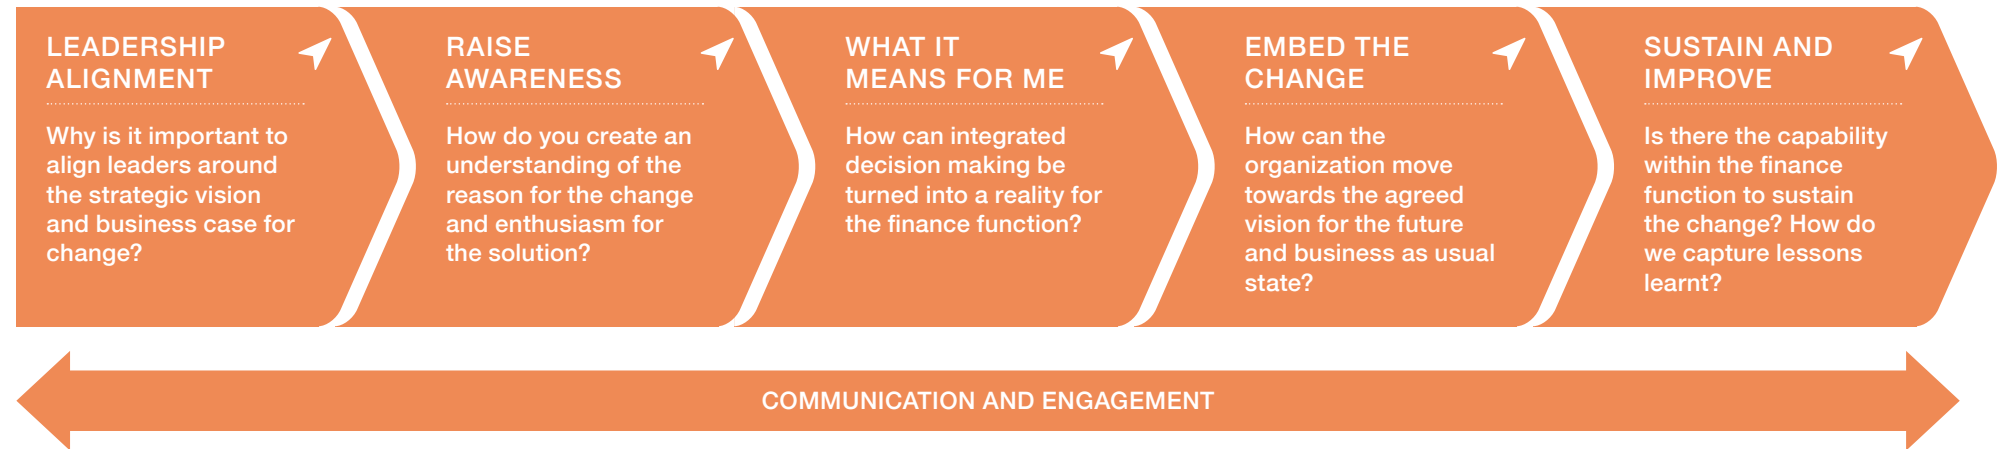 LEADERSHIP
ALIGNMENT
Why is it important to
align leaders around
the strategic vision
and business case for
change?
RAISE
AWARENESS
How do you create an
understanding of the
reason for the change
and enthusiasm for
the solution?
WHAT IT
MEANS FOR ME
How can integrated
decision making be
turned into a reality for
the finance function?
EMBED THE
CHANGE
How can the
organization move
towards the agreed
vision for the future
and business as usual
state?
SUSTAIN AND
IMPROVE
Is there the capability
within the finance
function to sustain
the change? How do
we capture lessons
learnt?
COMMUNICATION AND ENGAGEMENT